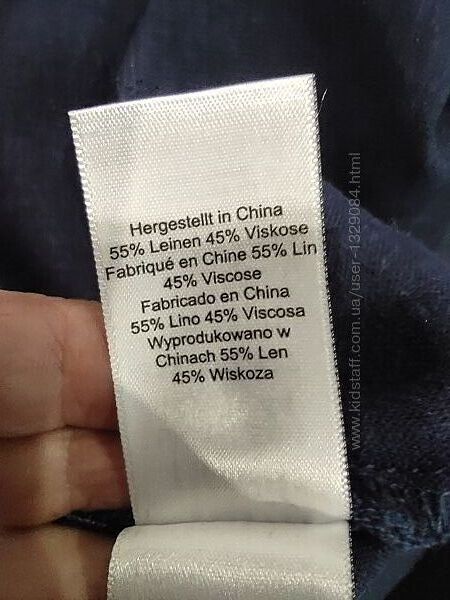 Hergestellt in China
55% Leinen 45% Viskose
Fabriqué en Chine 55% Lin
45% Viscose
Fabricado en China
55% Lino 45% Viscosa
Wyprodukowano w
Chinach 55% Len
45% Wiskoza
www.kidstaff.com.ua/user-1329084.html